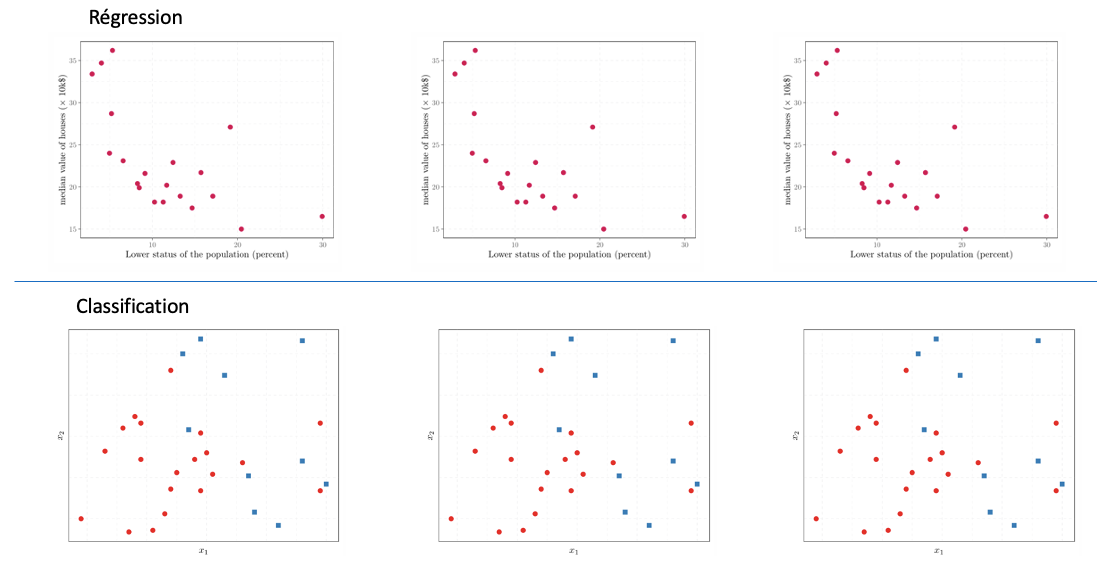 Régression
median value of houses (× 10k$)
35
30
25
20
15
10
20
30
Lower status of the population (percent)
median value of houses (× 10k$)
35
30
25
20
15
10
20
30
Lower status of the population (percent)
median value of houses (× 10k$)
35
30
25
20
15
10
20
30
Lower status of the population (percent)
Classification
x₂
x₁
x₂
x₁
x₂
x₁